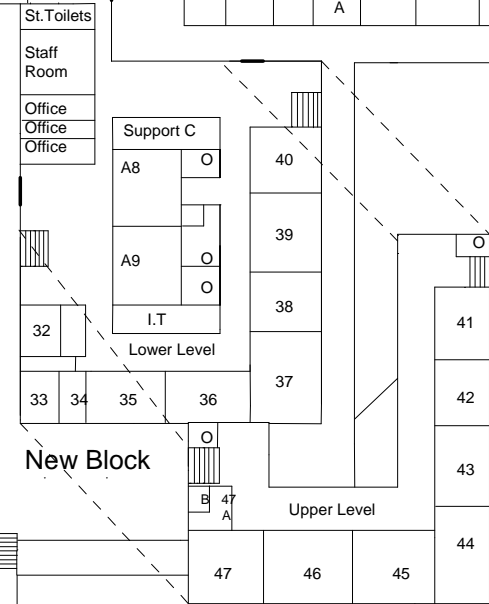 A
St.Toilets
Staff
Room
Office
Office
Office
Support C
O
40
A8
39
O
A9
O
O
32
I.T
38
41
Lower Level
37
33
34
35
36
42
O
New Block
43
B
47
A
Upper Level
44
47
46
45